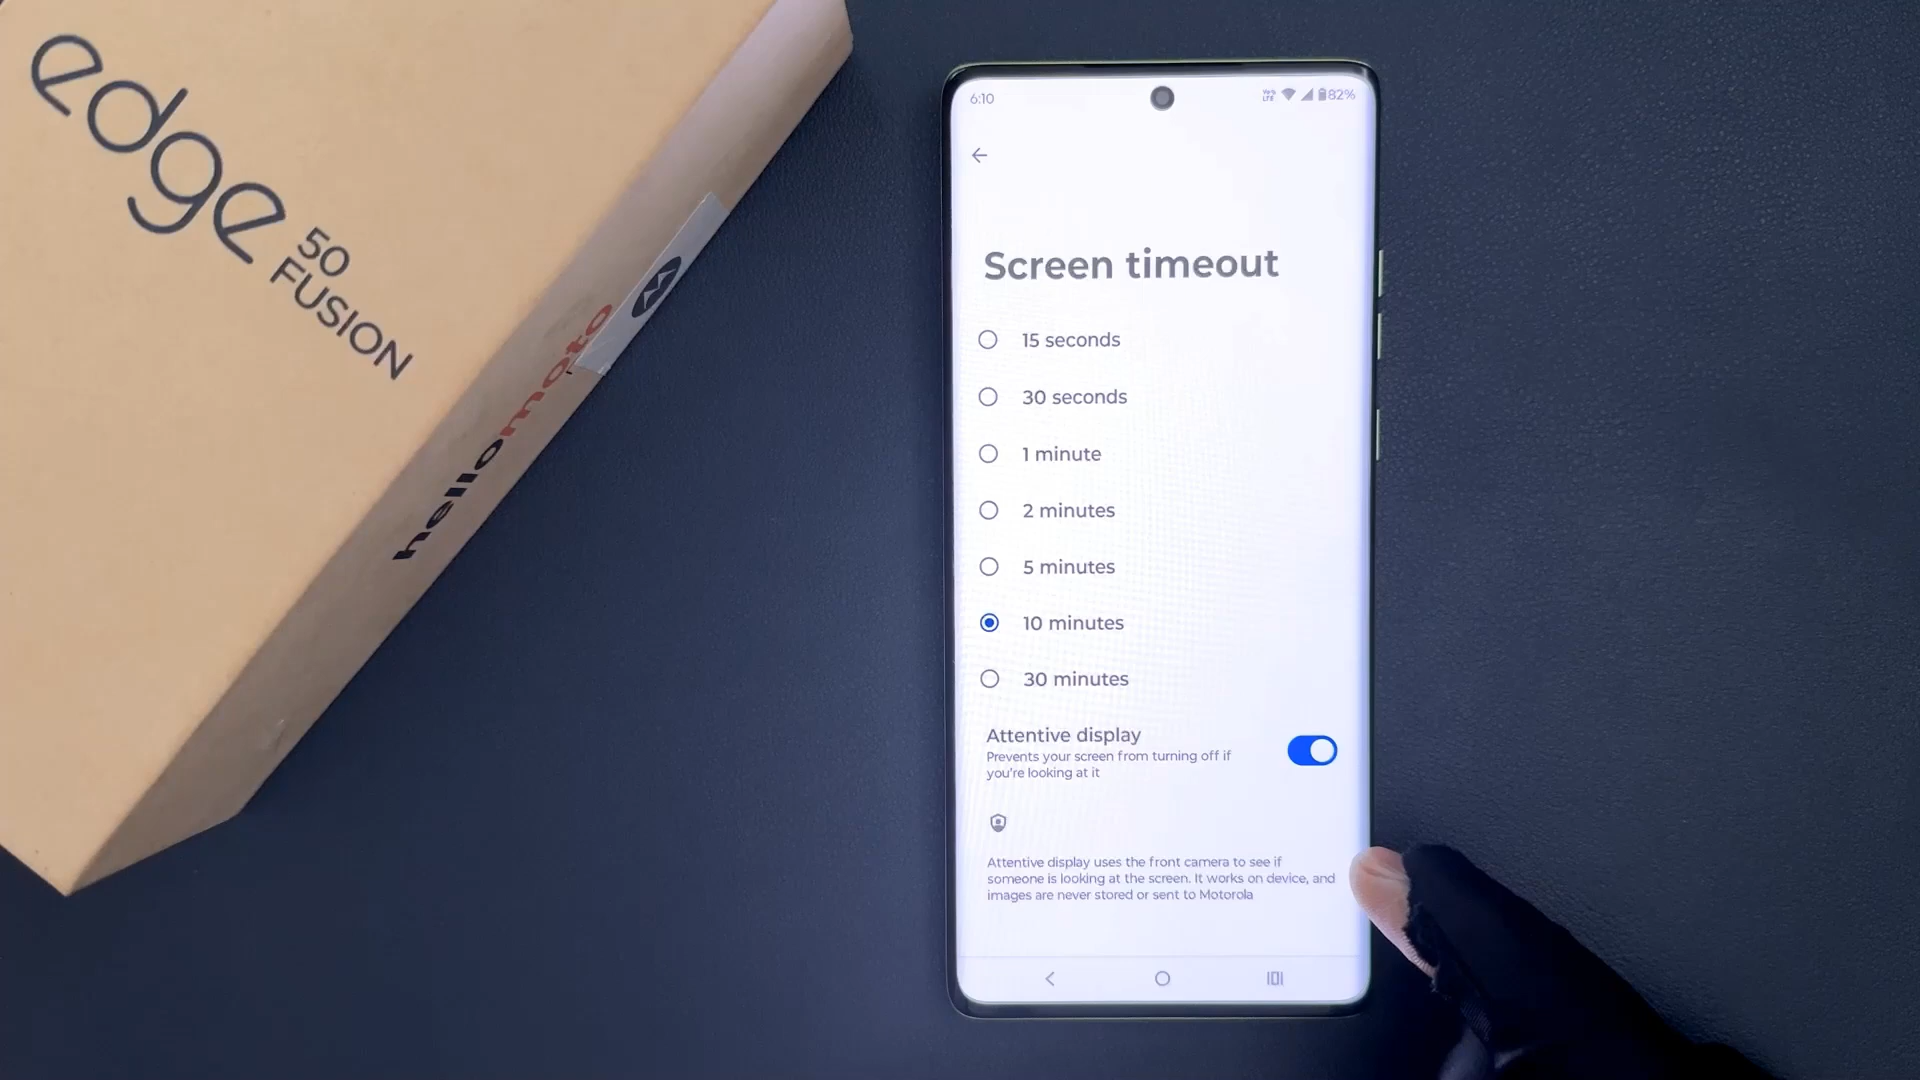 edge
50
FUSION
hellomoto
6:10
Vo LTE
82%
Screen timeout
15 seconds
30 seconds
1 minute
2 minutes
5 minutes
10 minutes
30 minutes
Attentive display
Prevents your screen from turning off if
you're looking at it
Attentive display uses the front camera to see if
someone is looking at the screen. It works on device, and
images are never stored or sent to Motorola